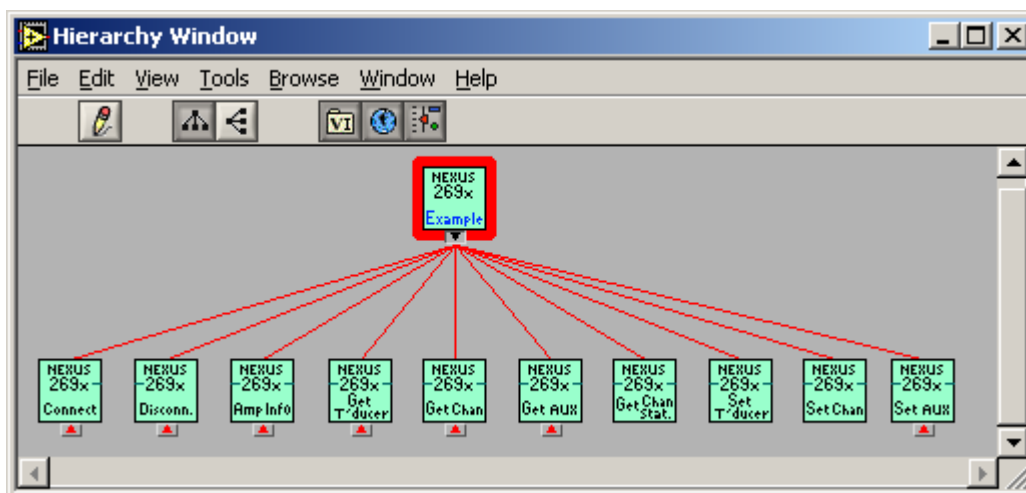 Hierarchy Window
File Edit View Tools Browse Window Help
VI
NEXUS
269x
Example
NEXUS
269x
Connect
NEXUS
269x
Disconn.
NEXUS
269x
Amp Info
NEXUS
269x
Get
T'ducer
NEXUS
269x
Get Chan
NEXUS
269x
Get AUX
NEXUS
269x
Get Chan
Stat.
NEXUS
269x
Set
T'ducer
NEXUS
269x
Set Chan
NEXUS
269x
Set AUX